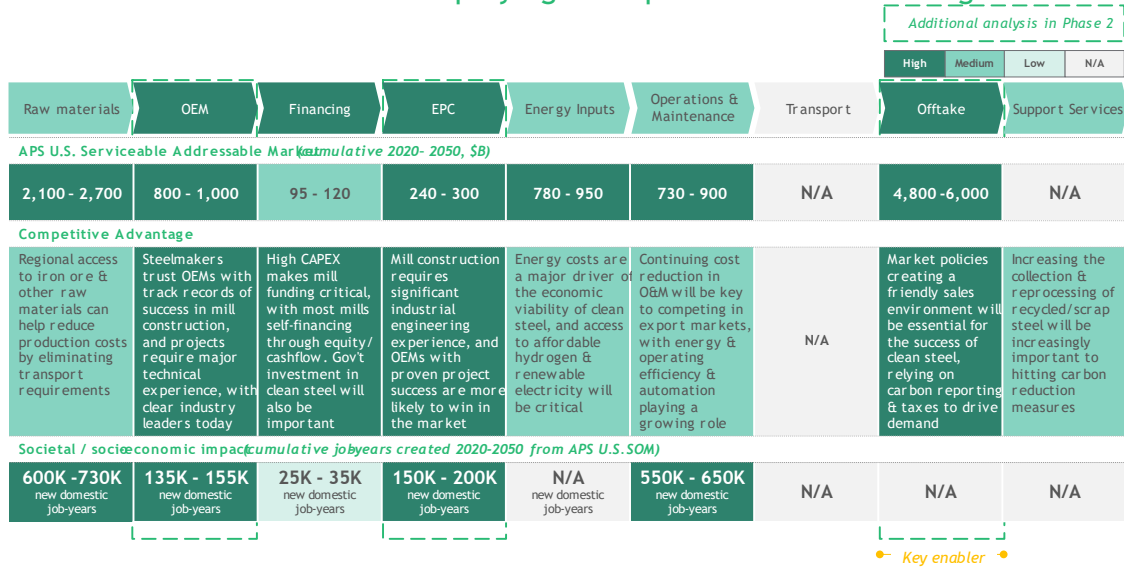 Additional analysis in Phase 2
High Medium Low N/A
Raw materials
OEM
Financing
EPC
Energy Inputs
Operations &
Maintenance
Transport
Offtake
Support Services
APS U.S. Serviceable Addressable Market (cumulative 2020- 2050, $B)
2,100 - 2,700
800 - 1,000
95 - 120
240 - 300
780 - 950
730 - 900
N/A
4,800 -6,000
N/A
Competitive Advantage
Regional access
to iron ore &
other raw
materials can
help reduce
production costs
by eliminating
transport
requirements
Steelmakers
trust OEMs with
track records of
success in mill
construction,
and projects
require major
technical
experience, with
clear industry
leaders today
High CAPEX
makes mill
funding critical,
with most mills
self-financing
through equity/
cashflow. Gov't
investment in
clean steel will
also be
important
Mill construction
requires
significant
industrial
engineering
experience, and
OEMs with
proven project
success are more
likely to win in
the market
Energy costs are
a major driver of
the economic
viability of clean
steel, and access
to affordable
hydrogen &
renewable
electricity will
be critical
Continuing cost
reduction in
O&M will be key
to competing in
export markets,
with energy &
operating
efficiency &
automation
playing a
growing role
N/A
Market policies
creating a
friendly sales
environment will
be essential for
the success of
clean steel,
relying on
carbon reporting
& taxes to drive
demand
Increasing the
collection &
reprocessing of
recycled/scrap
steel will be
increasingly
important to
hitting carbon
reduction
measures
Societal / socioeconomic impact (cumulative job-years created 2020-2050 from APS U.S.SOM)
600K -730K
new domestic
job-years
135K - 155K
new domestic
job-years
25K - 35K
new domestic
job-years
150K - 200K
new domestic
job-years
N/A
new domestic
job-years
550K - 650K
new domestic
job-years
N/A
N/A
N/A
Key enabler